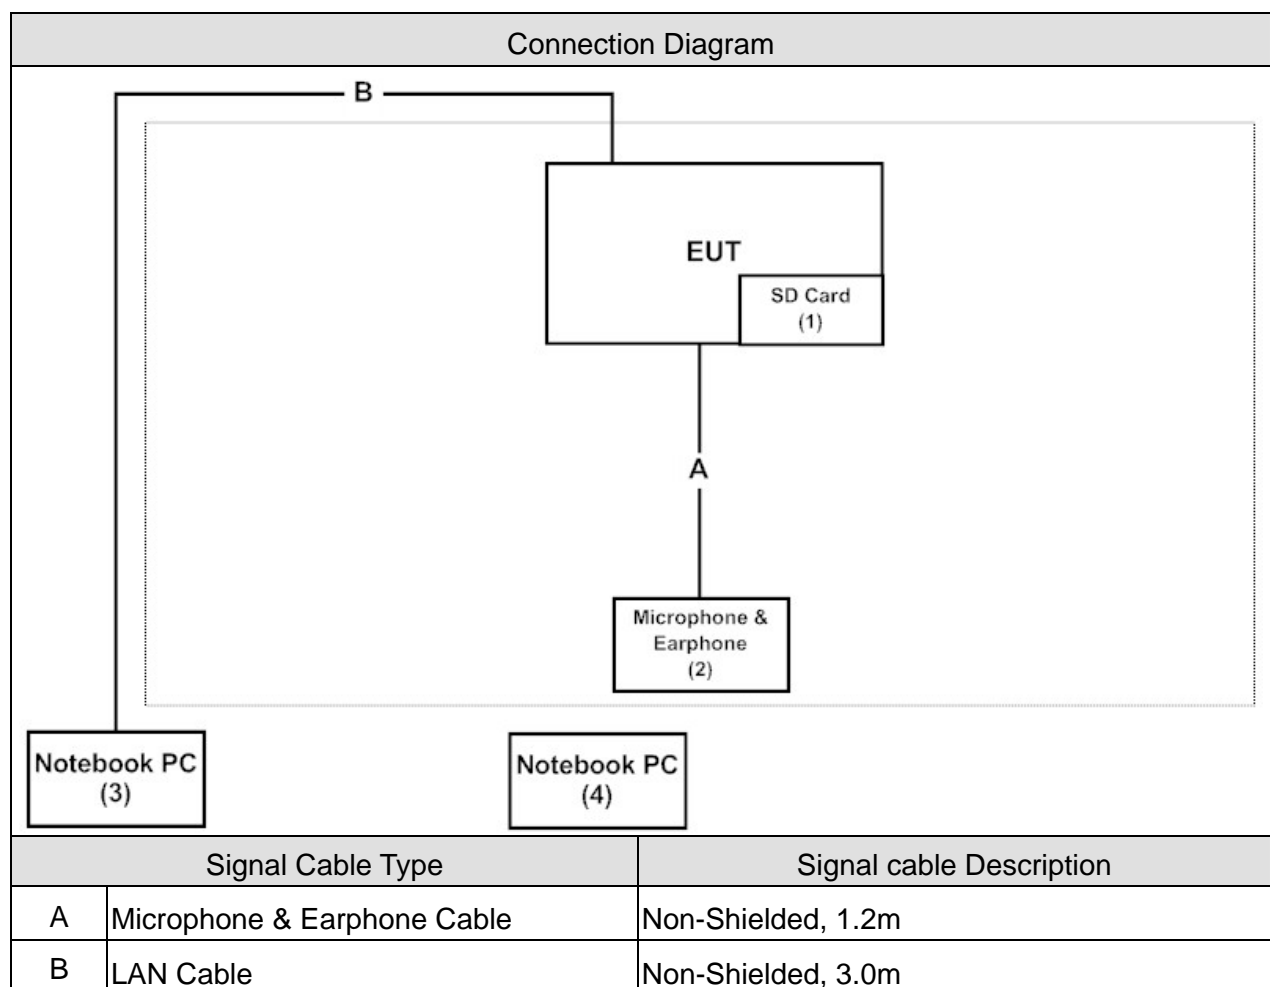 Connection Diagram
B
EUT
SD Card
(1)
A
Microphone &
Earphone
(2)
Notebook PC
(3)
Notebook PC
(4)
Signal Cable Type
Signal cable Description
A
Microphone & Earphone Cable
Non-Shielded, 1.2m
B
LAN Cable
Non-Shielded, 3.0m